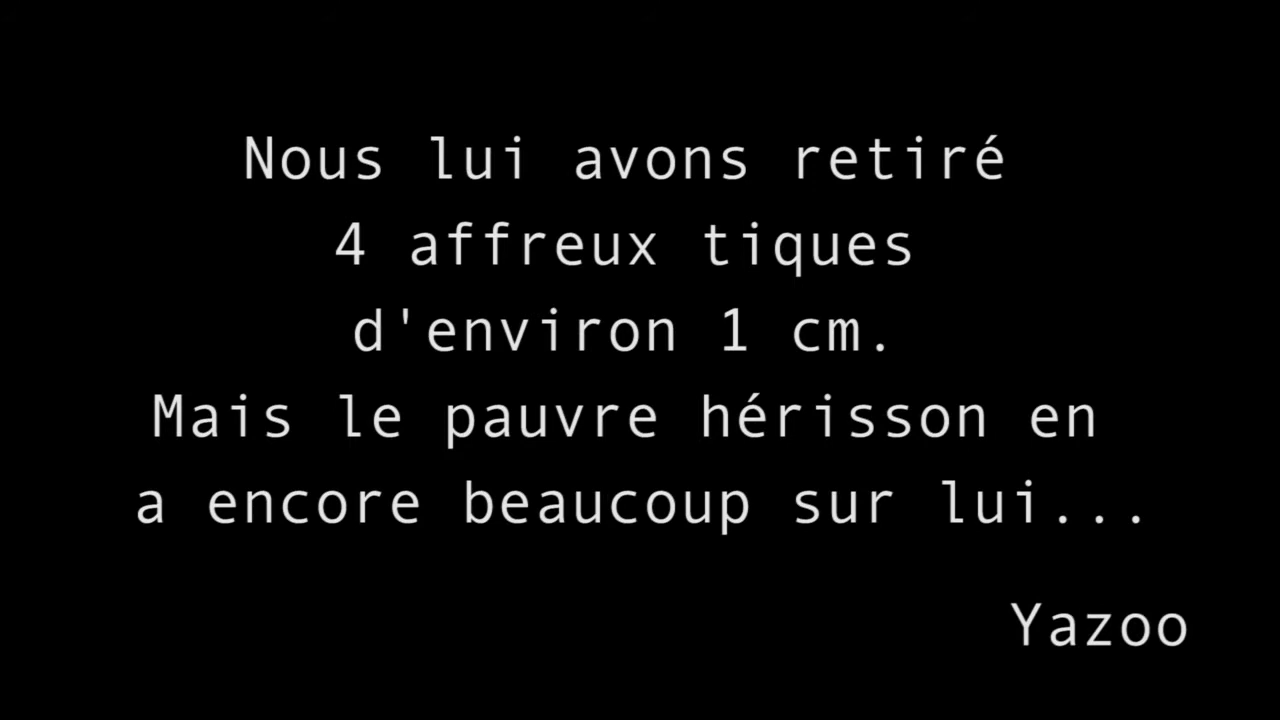 Nous lui avons retiré
4 affreux tiques
d'environ 1 cm.
Mais le pauvre hérisson en
a encore beaucoup sur lui...
Yazoo